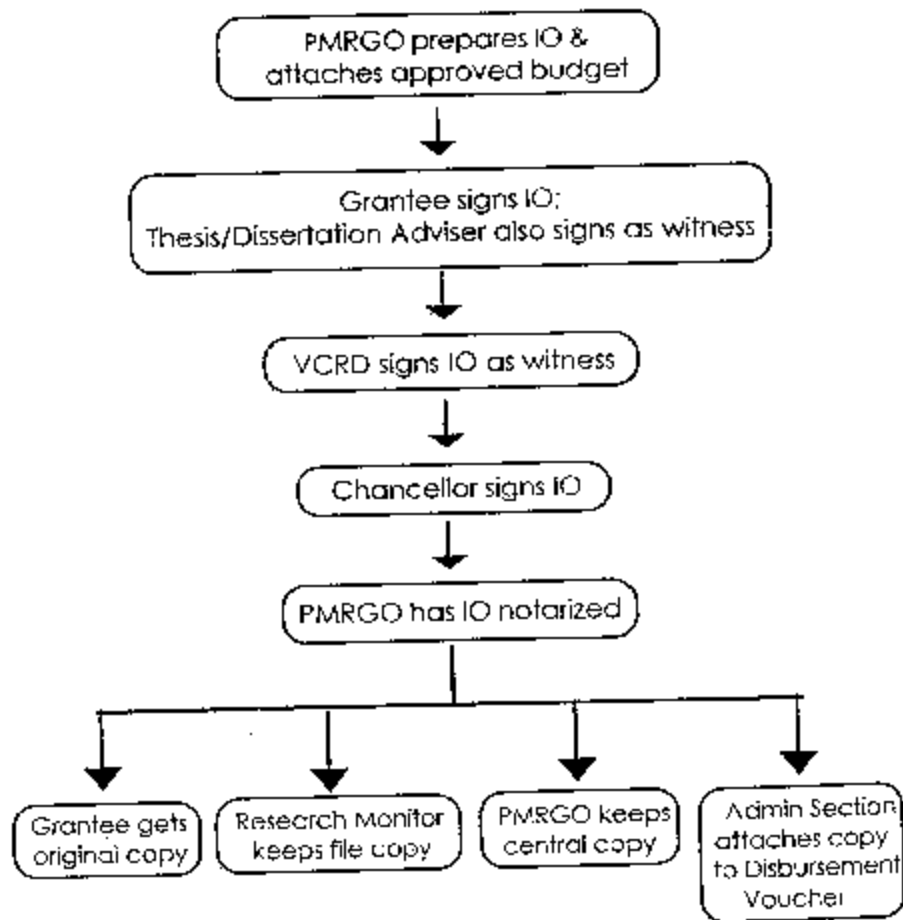 PMRGO prepares IO &
attaches approved budget
Grantee signs IO;
Thesis/Dissertation Adviser also signs as witness
VCRD signs IO as witness
Chancellor signs IO
PMRGO has IO notarized
Grantee gets
original copy
Research Monitor
keeps file copy
PMRGO keeps
central copy
Admin Section
attaches copy
to Disbursement
Voucher